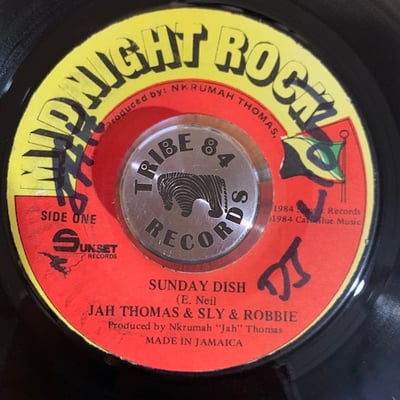 MIDNIGHT ROCK
Produced by: NKRUMAH THOMAS,
TRIBE 84
RECORDS
SIDE ONE
SUNSET
RECORDS
1984
Records
1984
Music
DJ
SUNDAY DISH
(E. Neil)
JAH THOMAS & SLY & ROBBIE
Produced by Nkrumah "Jah" Thomas
MADE IN JAMAICA